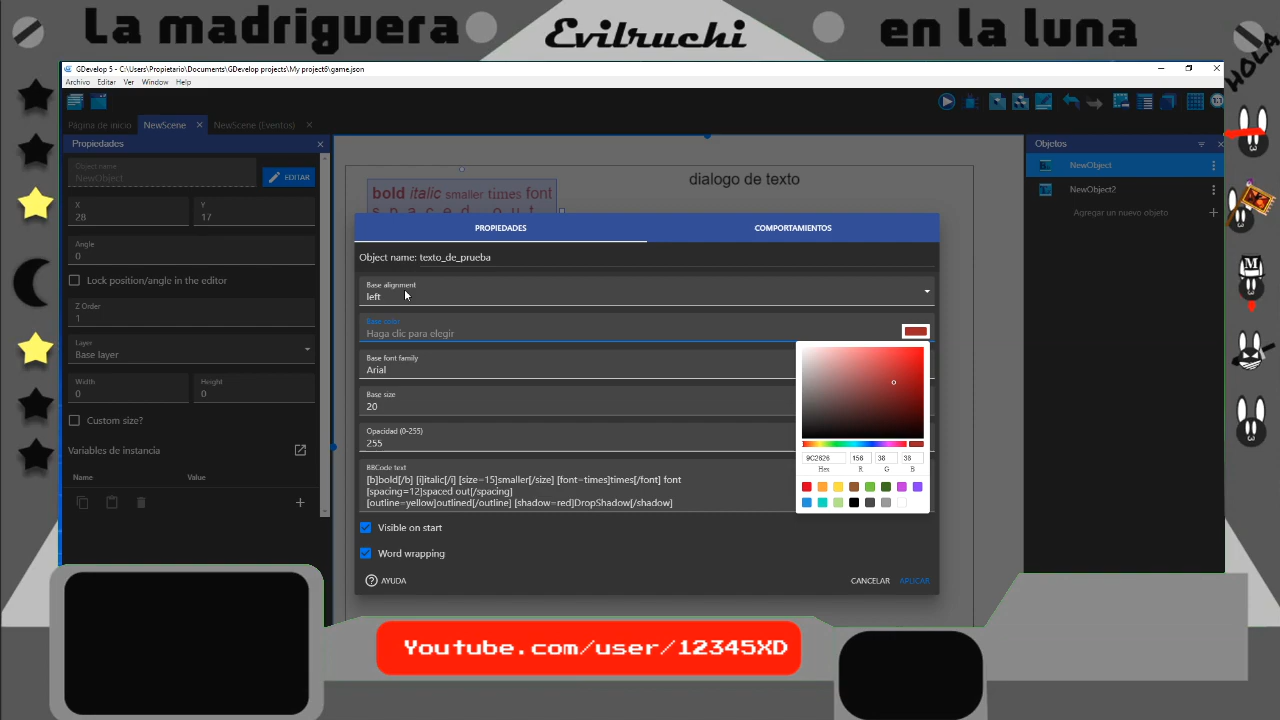 La madriguera
Evilruchi
en la luna
HOLA
GDevelop 5 - C:\Users\Propietario\Documents\GDevelop projects\My project6\game.json
Archivo Editar Ver Window Help
Página de inicio
NewScene
NewScene (Eventos)
Propiedades
Object name
NewObject
EDITAR
X
28
Y
17
Angle
0
Lock position/angle in the editor
Z Order
1
Layer
Base layer
Width
0
Height
0
Custom size?
Variables de instancia
Name
Value
bold italic smaller times font
s p a c e d o u t
dialogo de texto
PROPIEDADES
COMPORTAMIENTOS
Object name: texto_de_prueba
Base alignment
left
Base color
Haga clic para elegir
Base font family
Arial
Base size
20
Opacidad (0-255)
255
BBCode text
[b]bold[/b] [i]italic[/i] [size=15]smaller[/size] [font=times]times[/font] font
[spacing=12]spaced out[/spacing]
[outline=yellow]outlined[/outline] [shadow=red]DropShadow[/shadow]
Visible on start
Word wrapping
AYUDA
CANCELAR
APLICAR
9C2626 156 38 38
Hex R G B
Objetos
NewObject
NewObject2
Agregar un nuevo objeto
1:1
M
Youtube.com/user/12345XD